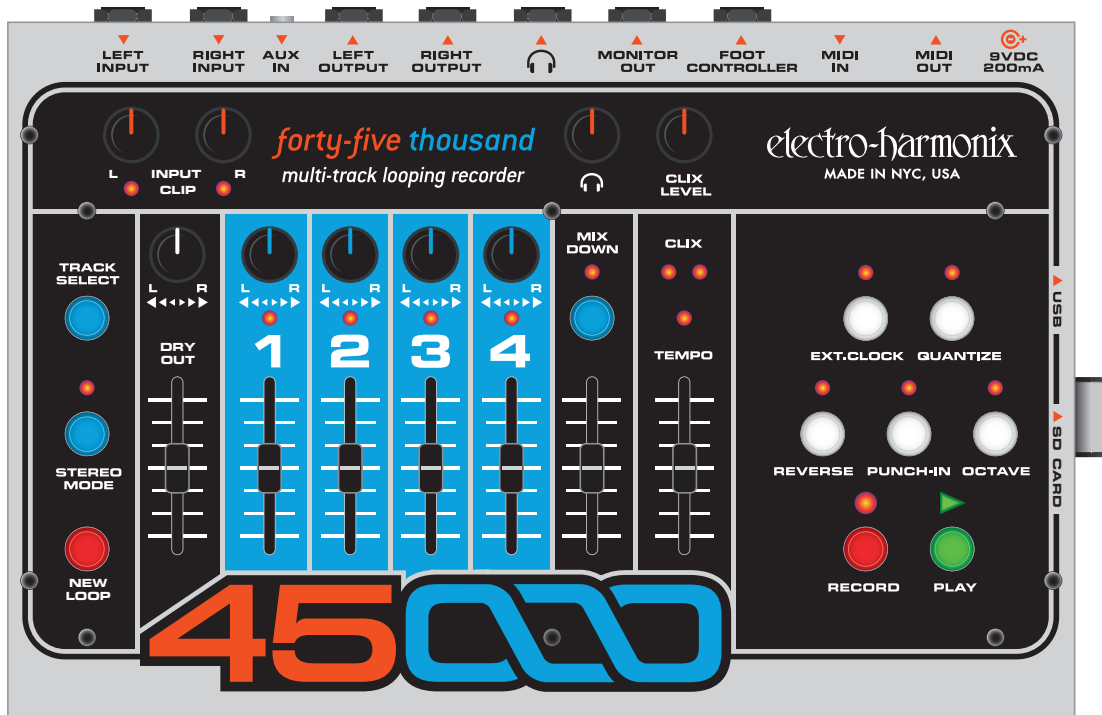 LEFT
INPUT
RIGHT
INPUT
AUX
IN
LEFT
OUTPUT
RIGHT
OUTPUT
MONITOR
OUT
FOOT
CONTROLLER
MIDI
IN
MIDI
OUT
9VDC
200mA
forty-five thousand
multi-track looping recorder
L INPUT R
CLIP
CLIX
LEVEL
electro-harmonix
MADE IN NYC, USA
TRACK
SELECT
STEREO
MODE
NEW
LOOP
L R
DRY
OUT
L R
1
L R
2
L R
3
L R
4
MIX
DOWN
CLIX
TEMPO
EXT.CLOCK QUANTIZE
REVERSE PUNCH-IN OCTAVE
RECORD PLAY
USB
SD CARD
45000